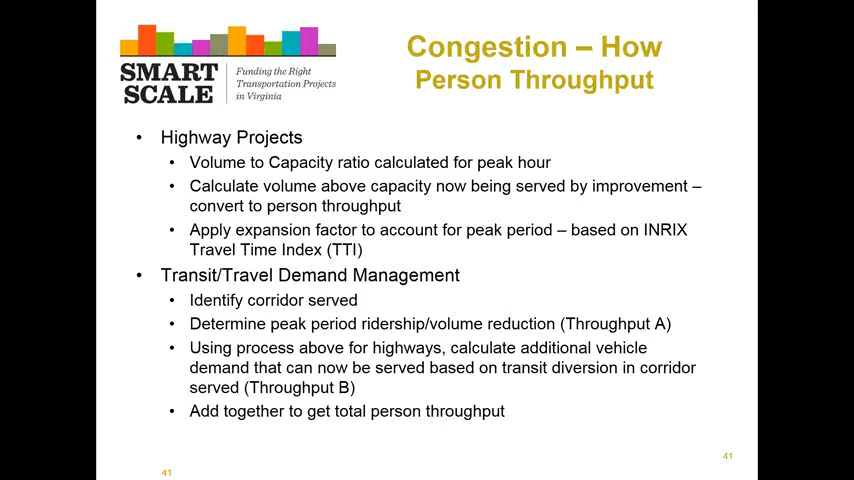 SMART
SCALE
Funding the Right
Transportation Projects
in Virginia
Congestion – How
Person Throughput
• Highway Projects
• Volume to Capacity ratio calculated for peak hour
• Calculate volume above capacity now being served by improvement –
convert to person throughput
• Apply expansion factor to account for peak period – based on INRIX
Travel Time Index (TTI)
• Transit/Travel Demand Management
• Identify corridor served
• Determine peak period ridership/volume reduction (Throughput A)
• Using process above for highways, calculate additional vehicle
demand that can now be served based on transit diversion in corridor
served (Throughput B)
• Add together to get total person throughput
41
41